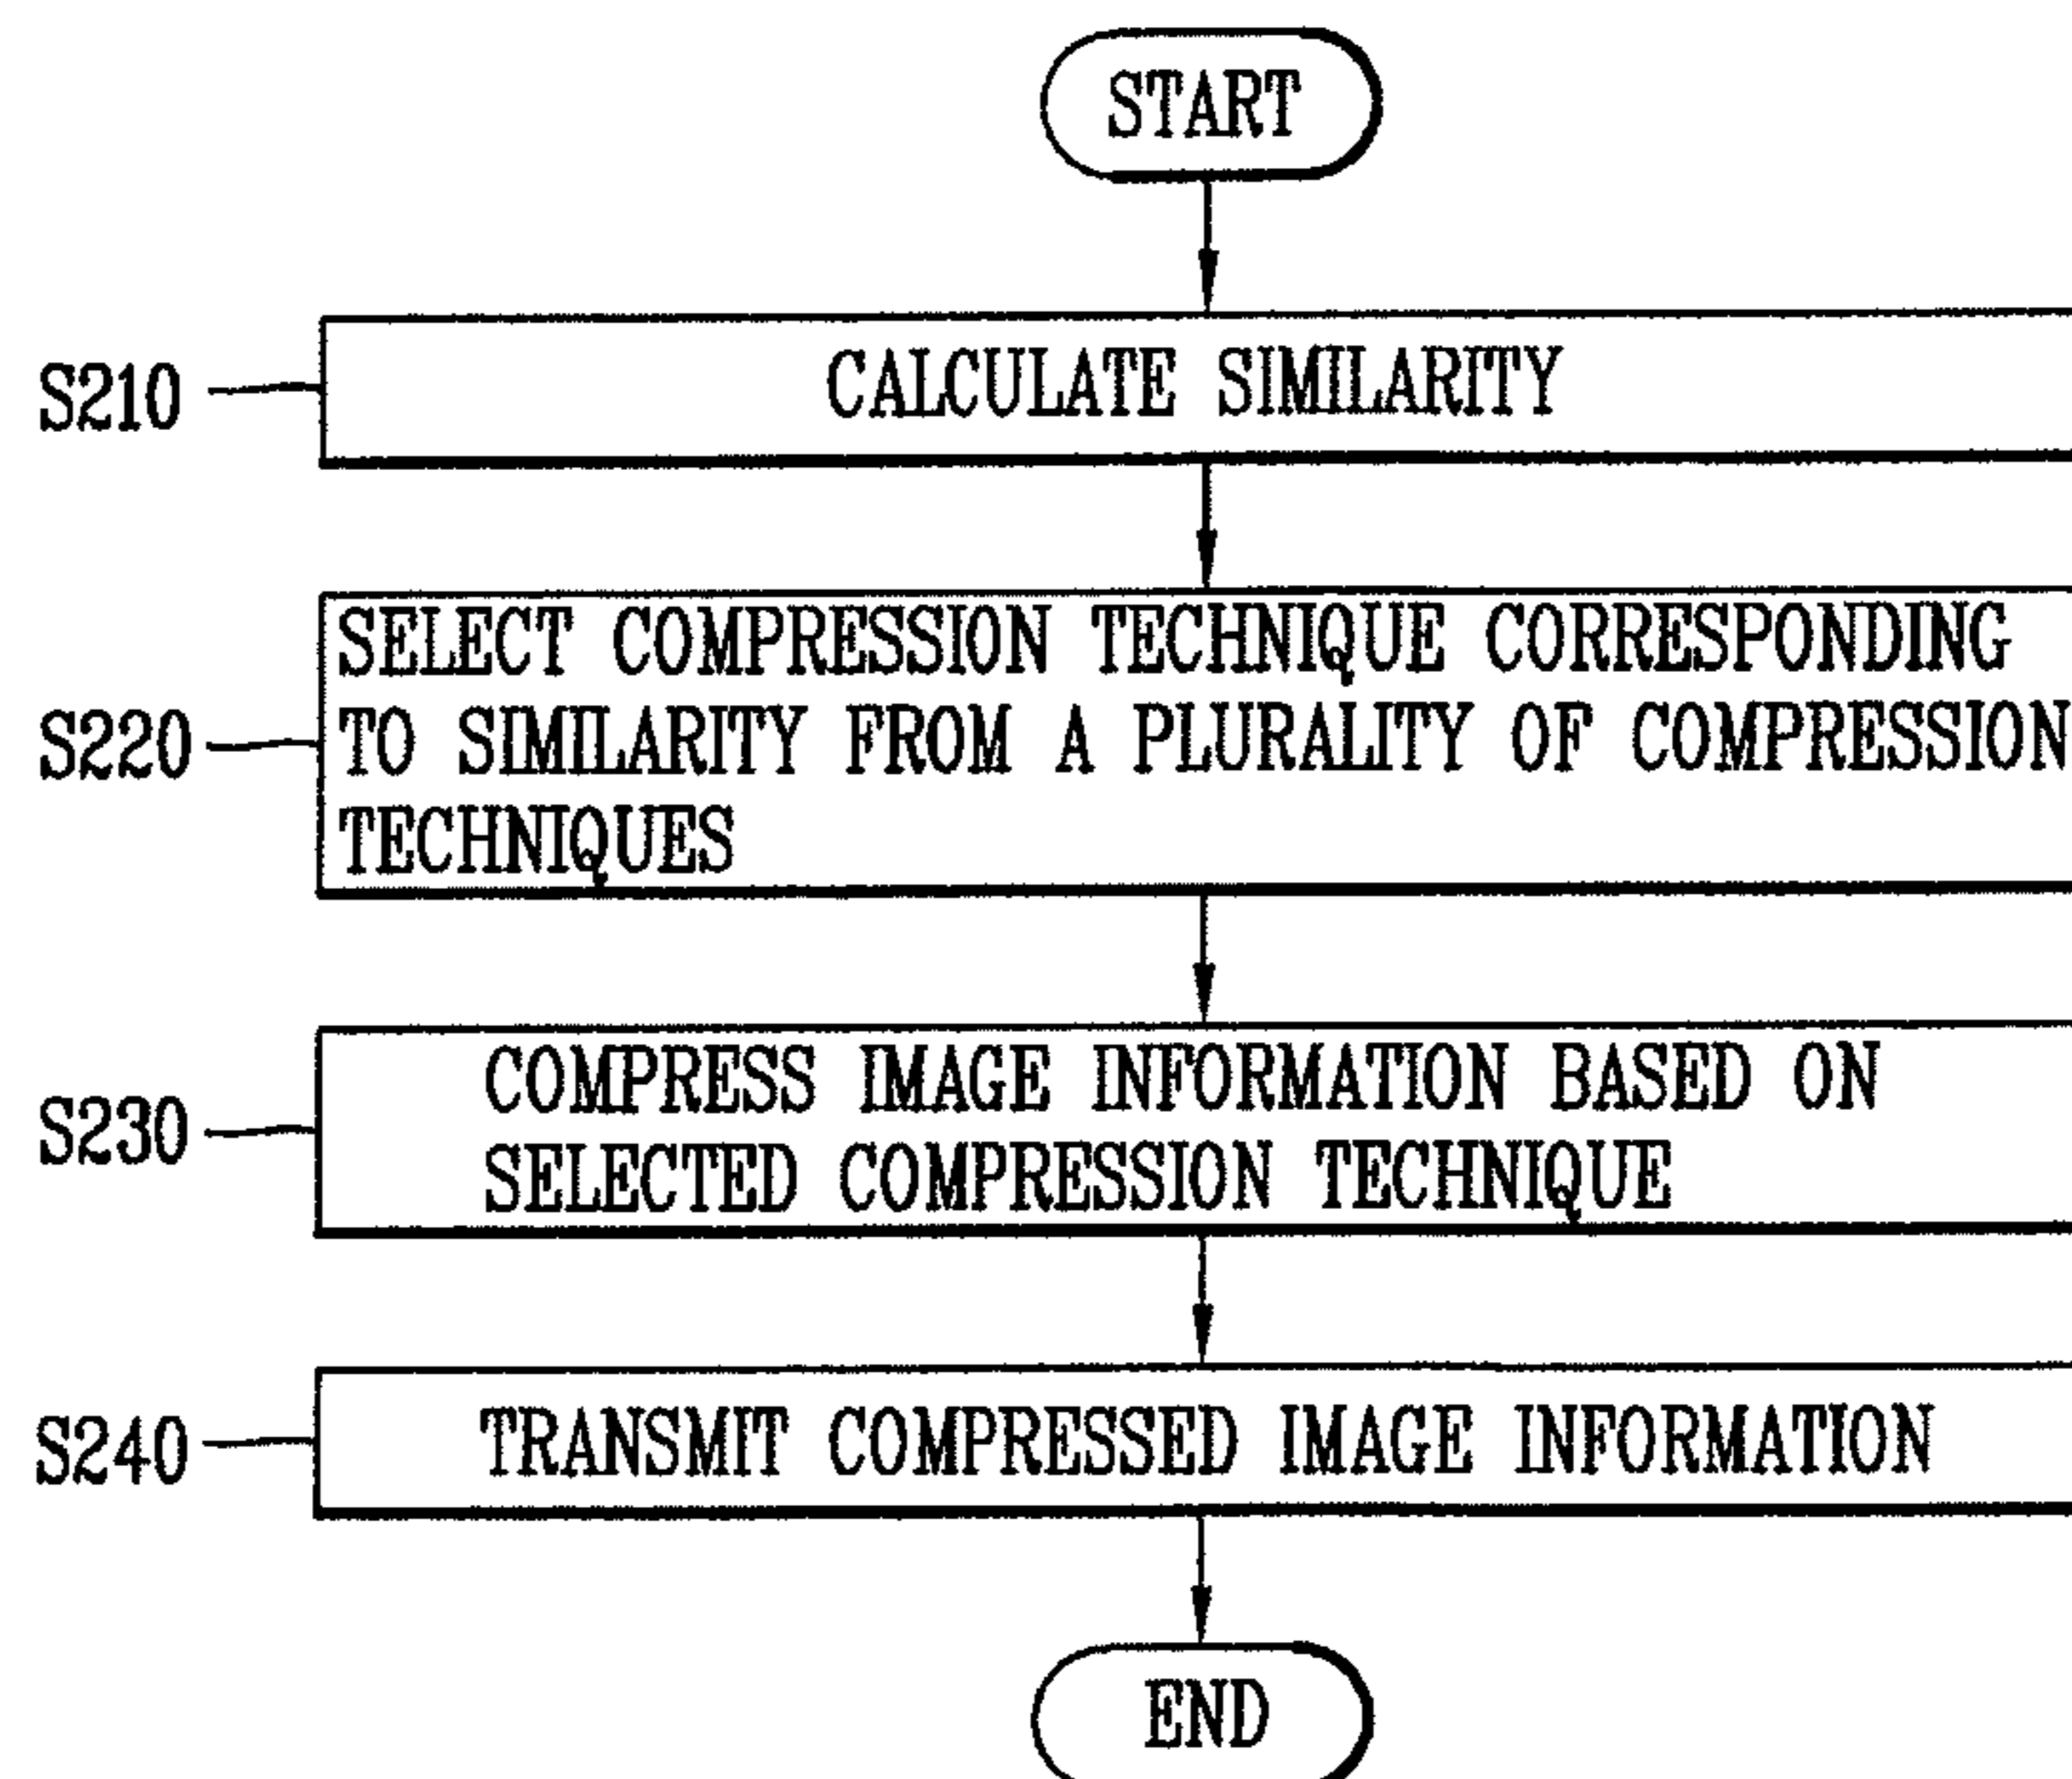 START
S210
CALCULATE SIMILARITY
S220
SELECT COMPRESSION TECHNIQUE CORRESPONDING
TO SIMILARITY FROM A PLURALITY OF COMPRESSION
TECHNIQUES
S230
COMPRESS IMAGE INFORMATION BASED ON
SELECTED COMPRESSION TECHNIQUE
S240
TRANSMIT COMPRESSED IMAGE INFORMATION
END